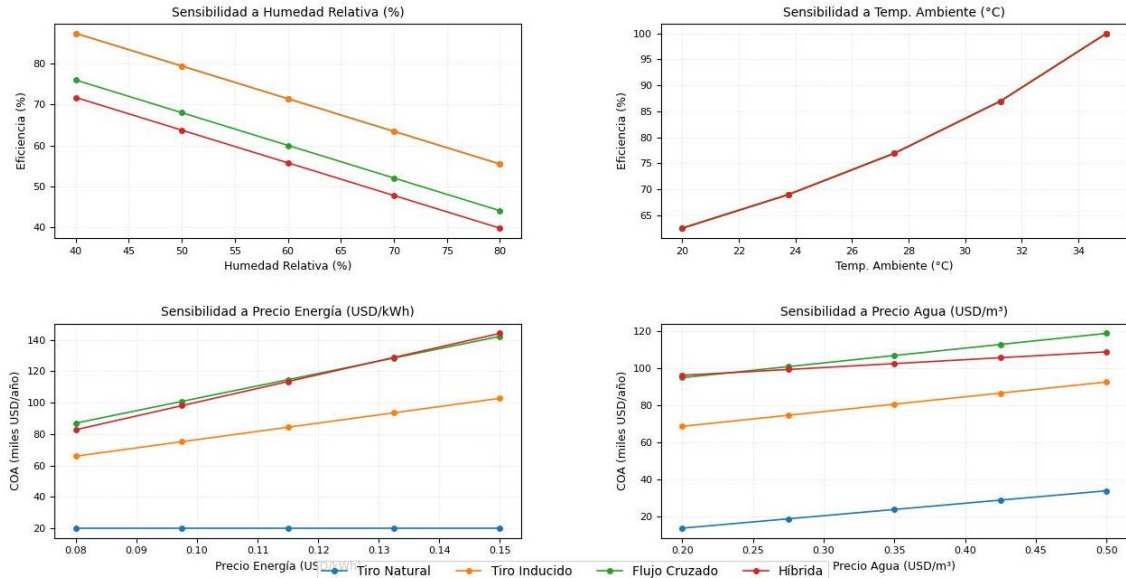 Sensibilidad a Humedad Relativa (%)
Eficiencia (%)
80
70
60
50
40
40 45 50 55 60 65 70 75 80
Humedad Relativa (%)
Sensibilidad a Temp. Ambiente (°C)
Eficiencia (%)
100
95
90
85
80
75
70
65
20 22 24 26 28 30 32 34
Temp. Ambiente (°C)
Sensibilidad a Precio Energía (USD/kWh)
COA (miles USD/año)
140
120
100
80
60
40
20
0.08 0.09 0.10 0.11 0.12 0.13 0.14 0.15
Precio Energía (USD/kWh)
Sensibilidad a Precio Agua (USD/m³)
COA (miles USD/año)
120
100
80
60
40
20
0.20 0.25 0.30 0.35 0.40 0.45 0.50
Precio Agua (USD/m³)
Tiro Natural Tiro Inducido Flujo Cruzado Híbrida